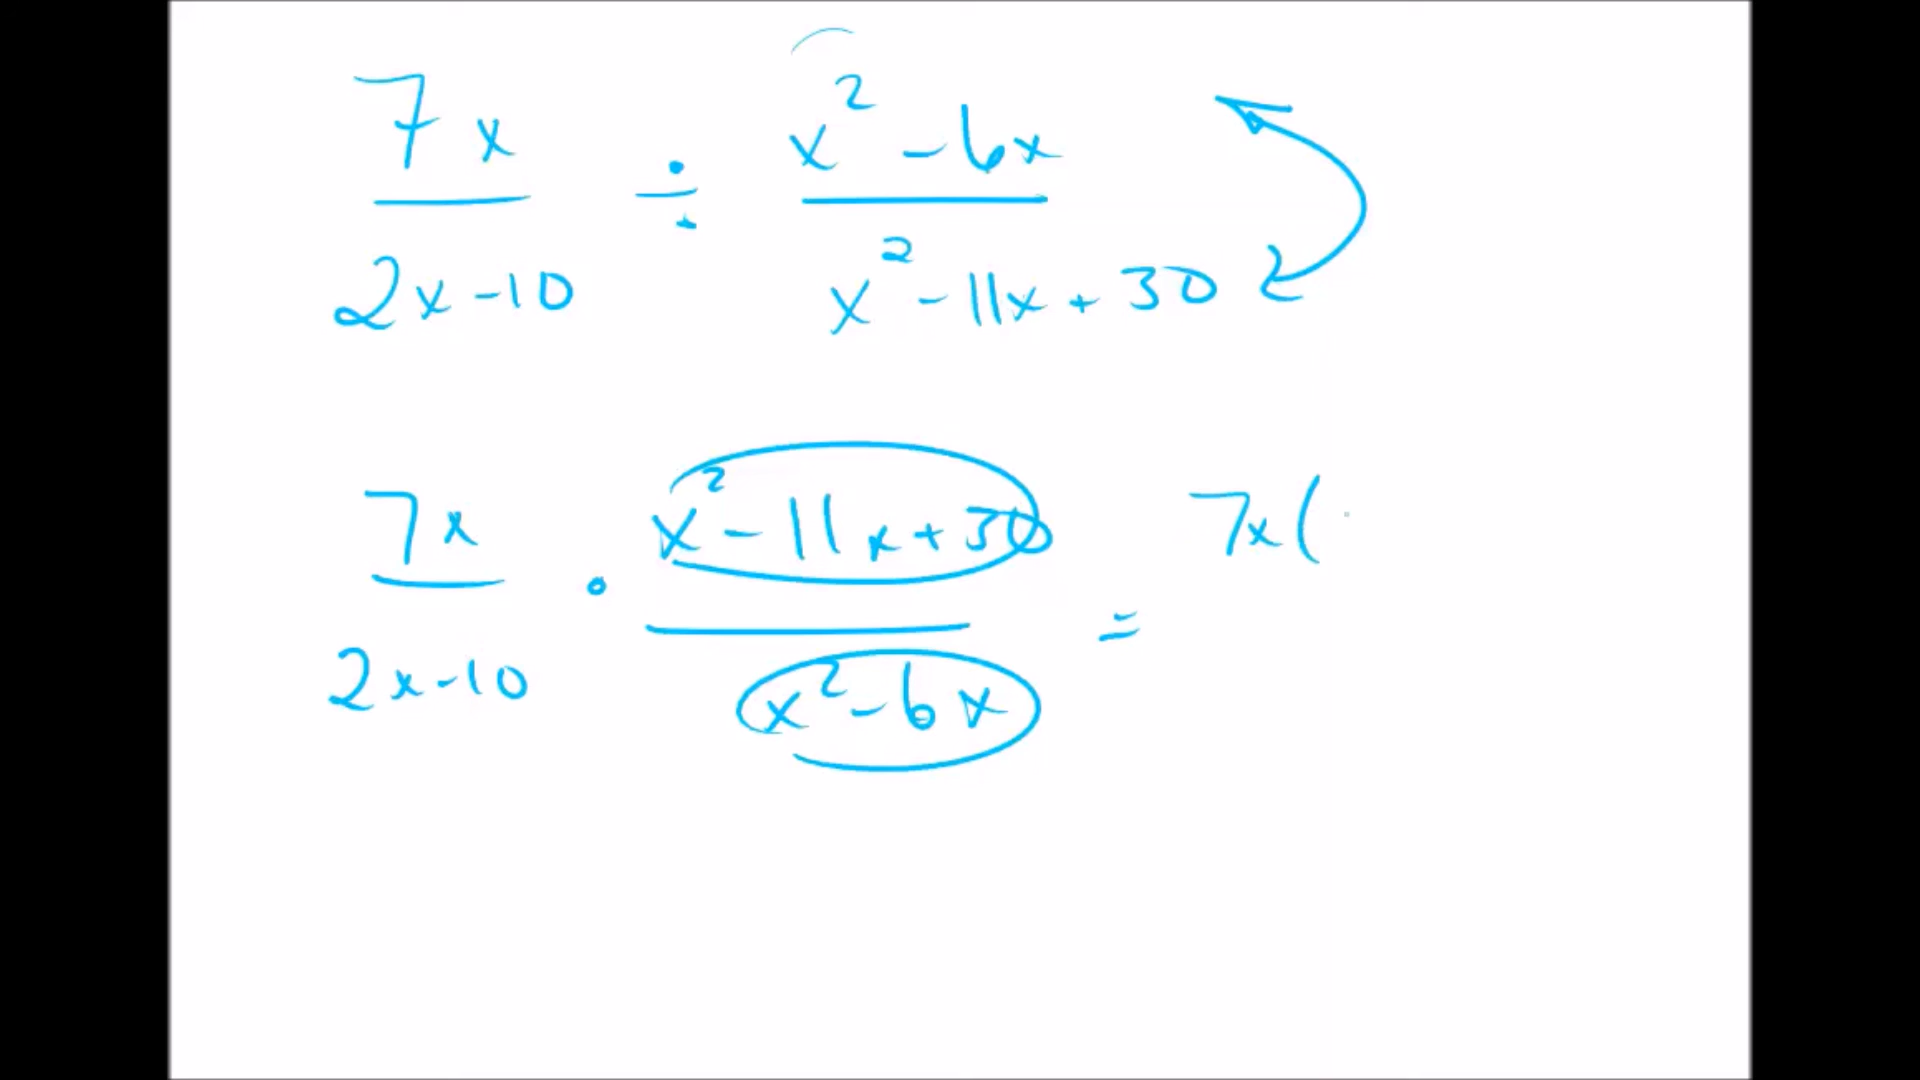 7x/2x-10 ÷ x²-6x/x²-11x+30
7x/2x-10 · x²-11x+30/x²-6x = 7x(